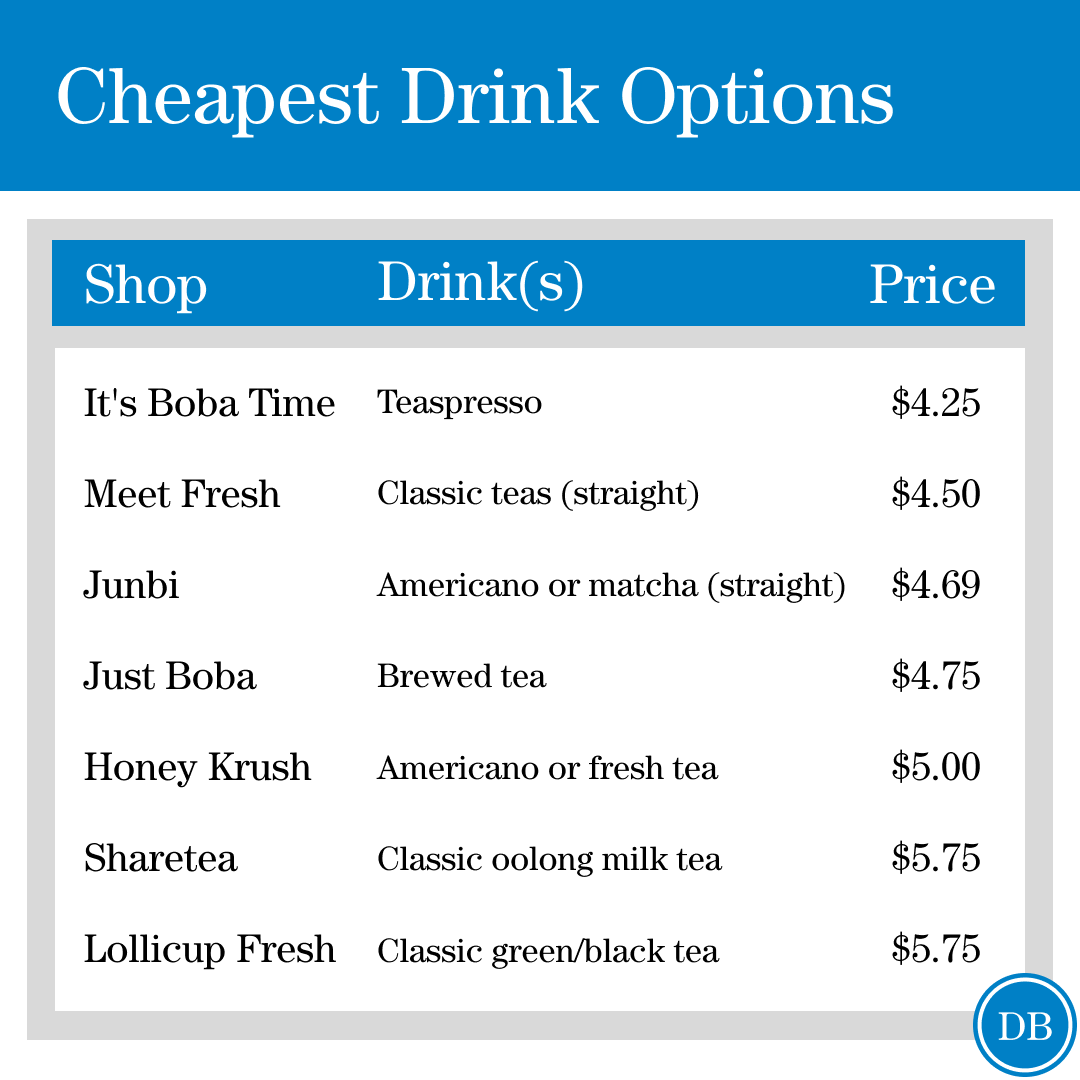 Cheapest Drink Options
Shop Drink(s) Price
It's Boba Time Teaspresso $4.25
Meet Fresh Classic teas (straight) $4.50
Junbi Americano or matcha (straight) $4.69
Just Boba Brewed tea $4.75
Honey Krush Americano or fresh tea $5.00
Sharetea Classic oolong milk tea $5.75
Lollicup Fresh Classic green/black tea $5.75
DB